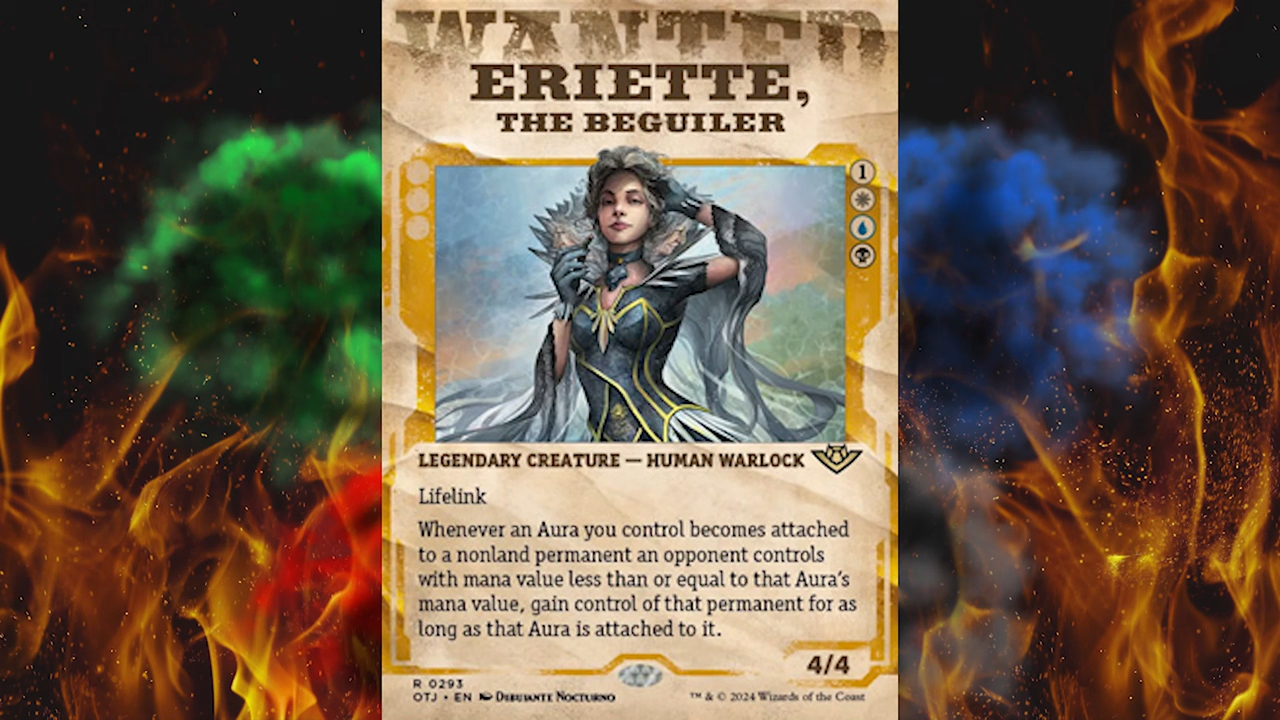 WANTED
ERIETTE,
THE BEGUILER
1
LEGENDARY CREATURE — HUMAN WARLOCK
Lifelink
Whenever an Aura you control becomes attached
to a nonland permanent an opponent controls
with mana value less than or equal to that Aura's
mana value, gain control of that permanent for as
long as that Aura is attached to it.
4/4
R 0293
OTJ • EN DEBUTANTE NOCTURNO
™ & © 2024 Wizards of the Coast